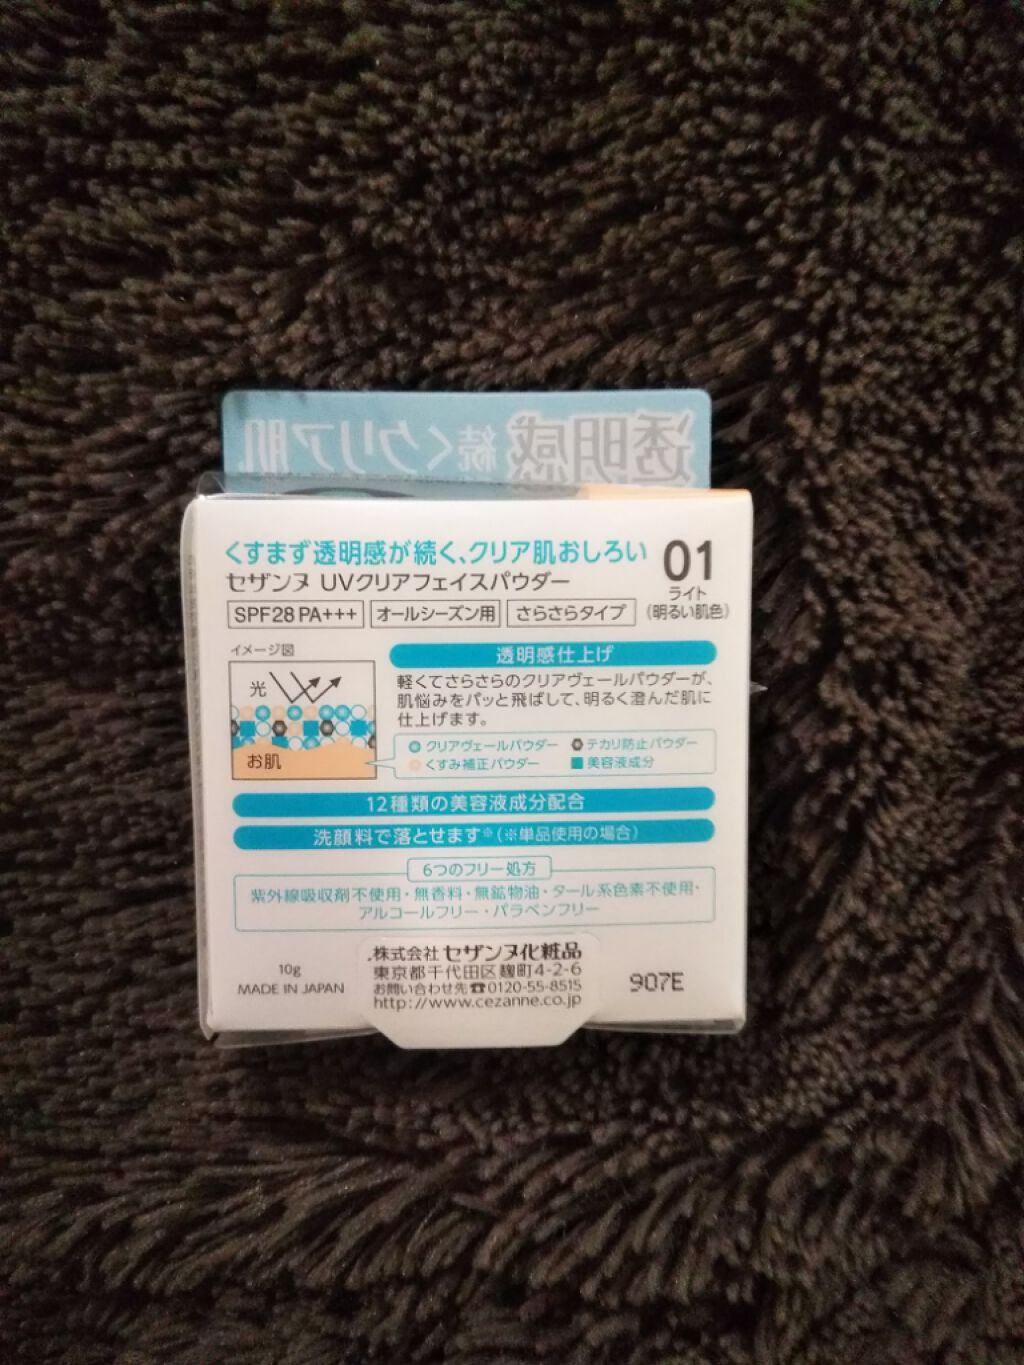 透明感続くクリア肌
くすまず透明感が続く、クリア肌おしろい
セザンヌ UVクリアフェイスパウダー
01
ライト
(明るい肌色)
SPF28 PA+++
オールシーズン用
さらさらタイプ
イメージ図
光
お肌
透明感仕上げ
軽くてさらさらのクリアヴェールパウダーが、
肌悩みをパッと飛ばして、明るく澄んだ肌に
仕上げます。
クリアヴェールパウダー
テカリ防止パウダー
くすみ補正パウダー
美容液成分
12種類の美容液成分配合
洗顔料で落とせます※(※単品使用の場合)
6つのフリー処方
紫外線吸収剤不使用・無香料・無鉱物油・タール系色素不使用・
アルコールフリー・パラベンフリー
10g
MADE IN JAPAN
株式会社 セザンヌ化粧品
東京都千代田区麹町4-2-6
お問い合わせ先☎0120-55-8515
http://www.cezanne.co.jp
907E